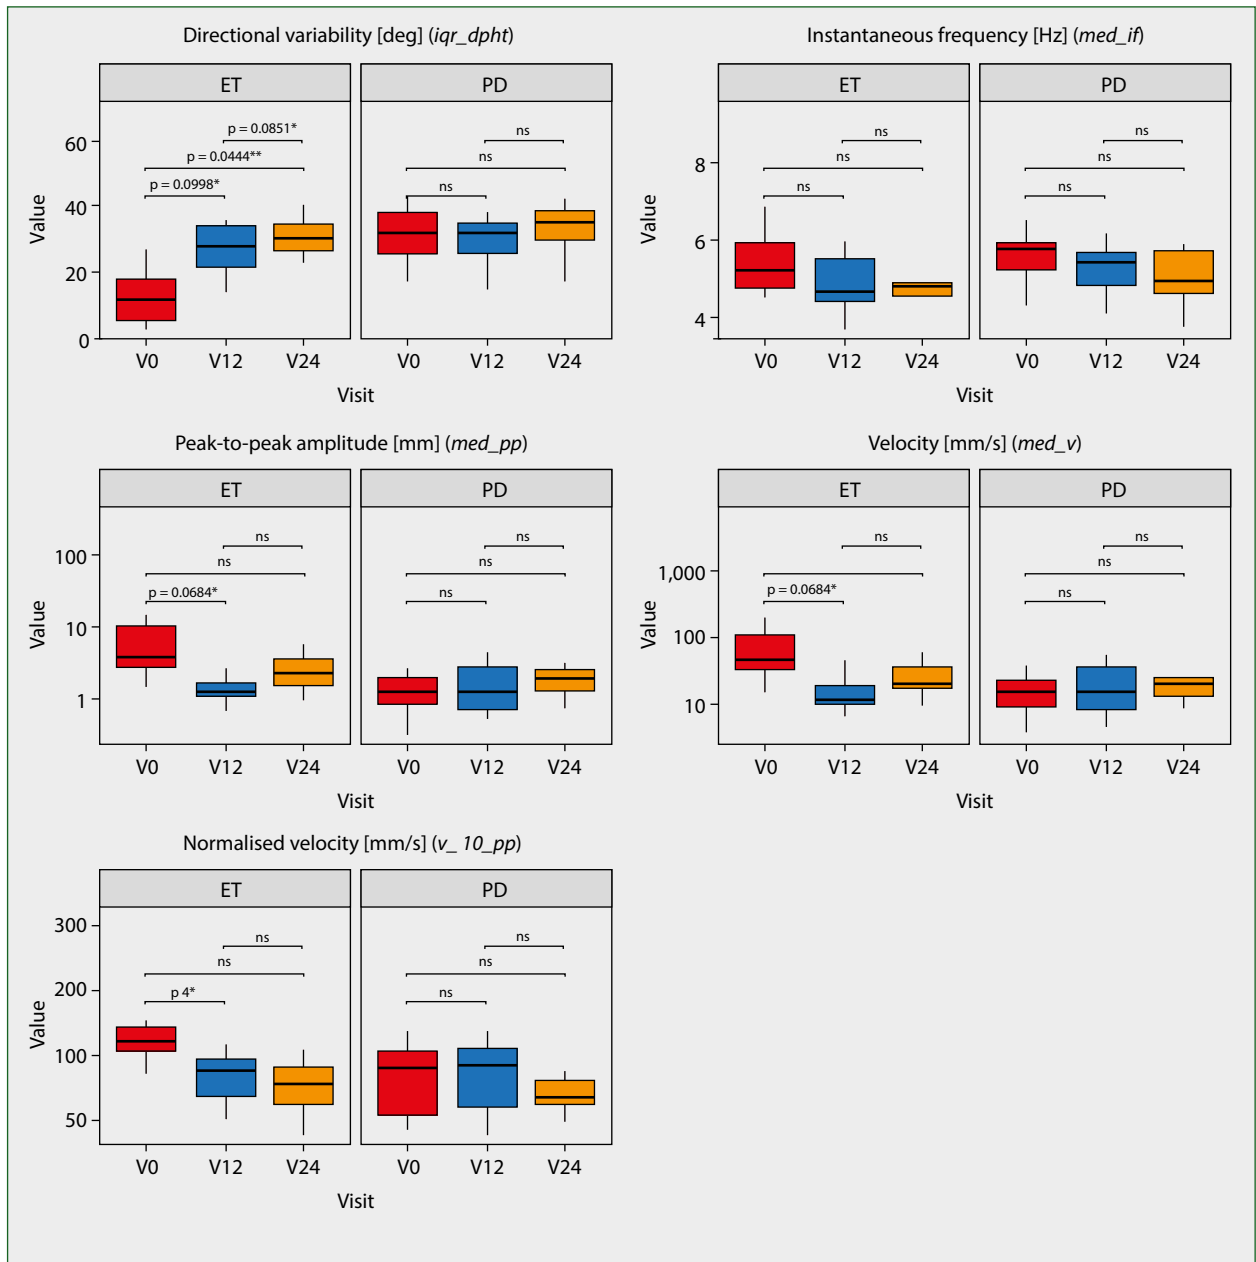 Directional variability [deg] (iqr_dpht)
ET
PD
Value
60
40
20
0
p = 0.0851*
p = 0.0444**
p = 0.0998*
ns
ns
ns
V0
V12
V24
V0
V12
V24
Visit
Instantaneous frequency [Hz] (med_if)
ET
PD
Value
8
6
4
ns
ns
ns
ns
ns
ns
V0
V12
V24
V0
V12
V24
Visit
Peak-to-peak amplitude [mm] (med_pp)
ET
PD
Value
100
10
1
ns
ns
p = 0.0684*
ns
ns
ns
V0
V12
V24
V0
V12
V24
Visit
Velocity [mm/s] (med_v)
ET
PD
Value
1,000
100
10
ns
ns
p = 0.0684*
ns
ns
ns
V0
V12
V24
V0
V12
V24
Visit
Normalised velocity [mm/s] (v_ 10_pp)
ET
PD
Value
300
200
100
50
ns
ns
p 4*
ns
ns
ns
V0
V12
V24
V0
V12
V24
Visit